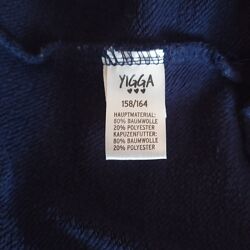 YIGGA
♥♥♥
158/164
HAUPTMATERIAL:
80% BAUMWOLLE
20% POLYESTER
KAPUZENFUTTER:
80% BAUMWOLLE
20% POLYESTER